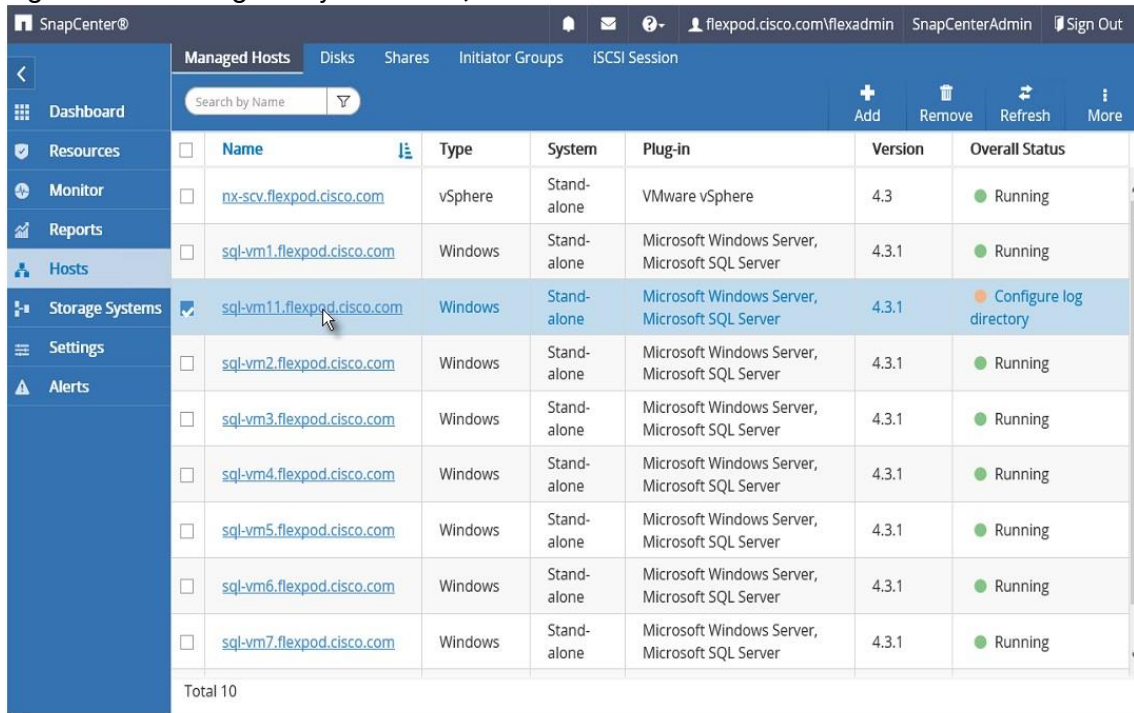 SnapCenter® flexpod.cisco.com\flexadmin SnapCenterAdmin Sign Out
Managed Hosts Disks Shares Initiator Groups iSCSI Session
Search by Name
Add Remove Refresh More
Dashboard
Resources
Monitor
Reports
Hosts
Storage Systems
Settings
Alerts
Name Type System Plug-in Version Overall Status
nx-scv.flexpod.cisco.com vSphere Stand-alone VMware vSphere 4.3 Running
sql-vm1.flexpod.cisco.com Windows Stand-alone Microsoft Windows Server, Microsoft SQL Server 4.3.1 Running
sql-vm11.flexpod.cisco.com Windows Stand-alone Microsoft Windows Server, Microsoft SQL Server 4.3.1 Configure log directory
sql-vm2.flexpod.cisco.com Windows Stand-alone Microsoft Windows Server, Microsoft SQL Server 4.3.1 Running
sql-vm3.flexpod.cisco.com Windows Stand-alone Microsoft Windows Server, Microsoft SQL Server 4.3.1 Running
sql-vm4.flexpod.cisco.com Windows Stand-alone Microsoft Windows Server, Microsoft SQL Server 4.3.1 Running
sql-vm5.flexpod.cisco.com Windows Stand-alone Microsoft Windows Server, Microsoft SQL Server 4.3.1 Running
sql-vm6.flexpod.cisco.com Windows Stand-alone Microsoft Windows Server, Microsoft SQL Server 4.3.1 Running
sql-vm7.flexpod.cisco.com Windows Stand-alone Microsoft Windows Server, Microsoft SQL Server 4.3.1 Running
Total 10